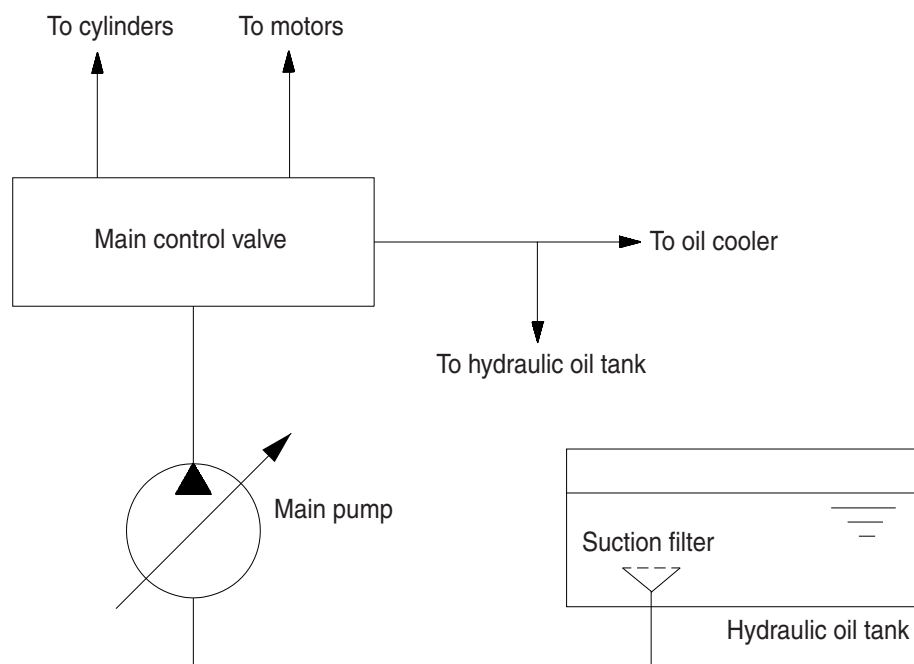 To cylinders
To motors
Main control valve
To oil cooler
To hydraulic oil tank
Main pump
Suction filter
Hydraulic oil tank